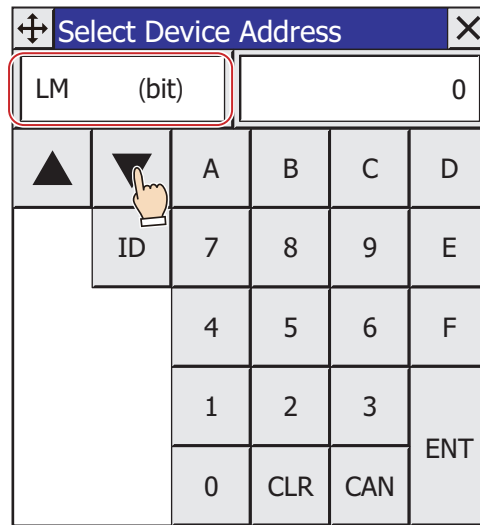 Select Device Address
LM (bit) 0
A B C D
ID 7 8 9 E
4 5 6 F
1 2 3
ENT
0 CLR CAN